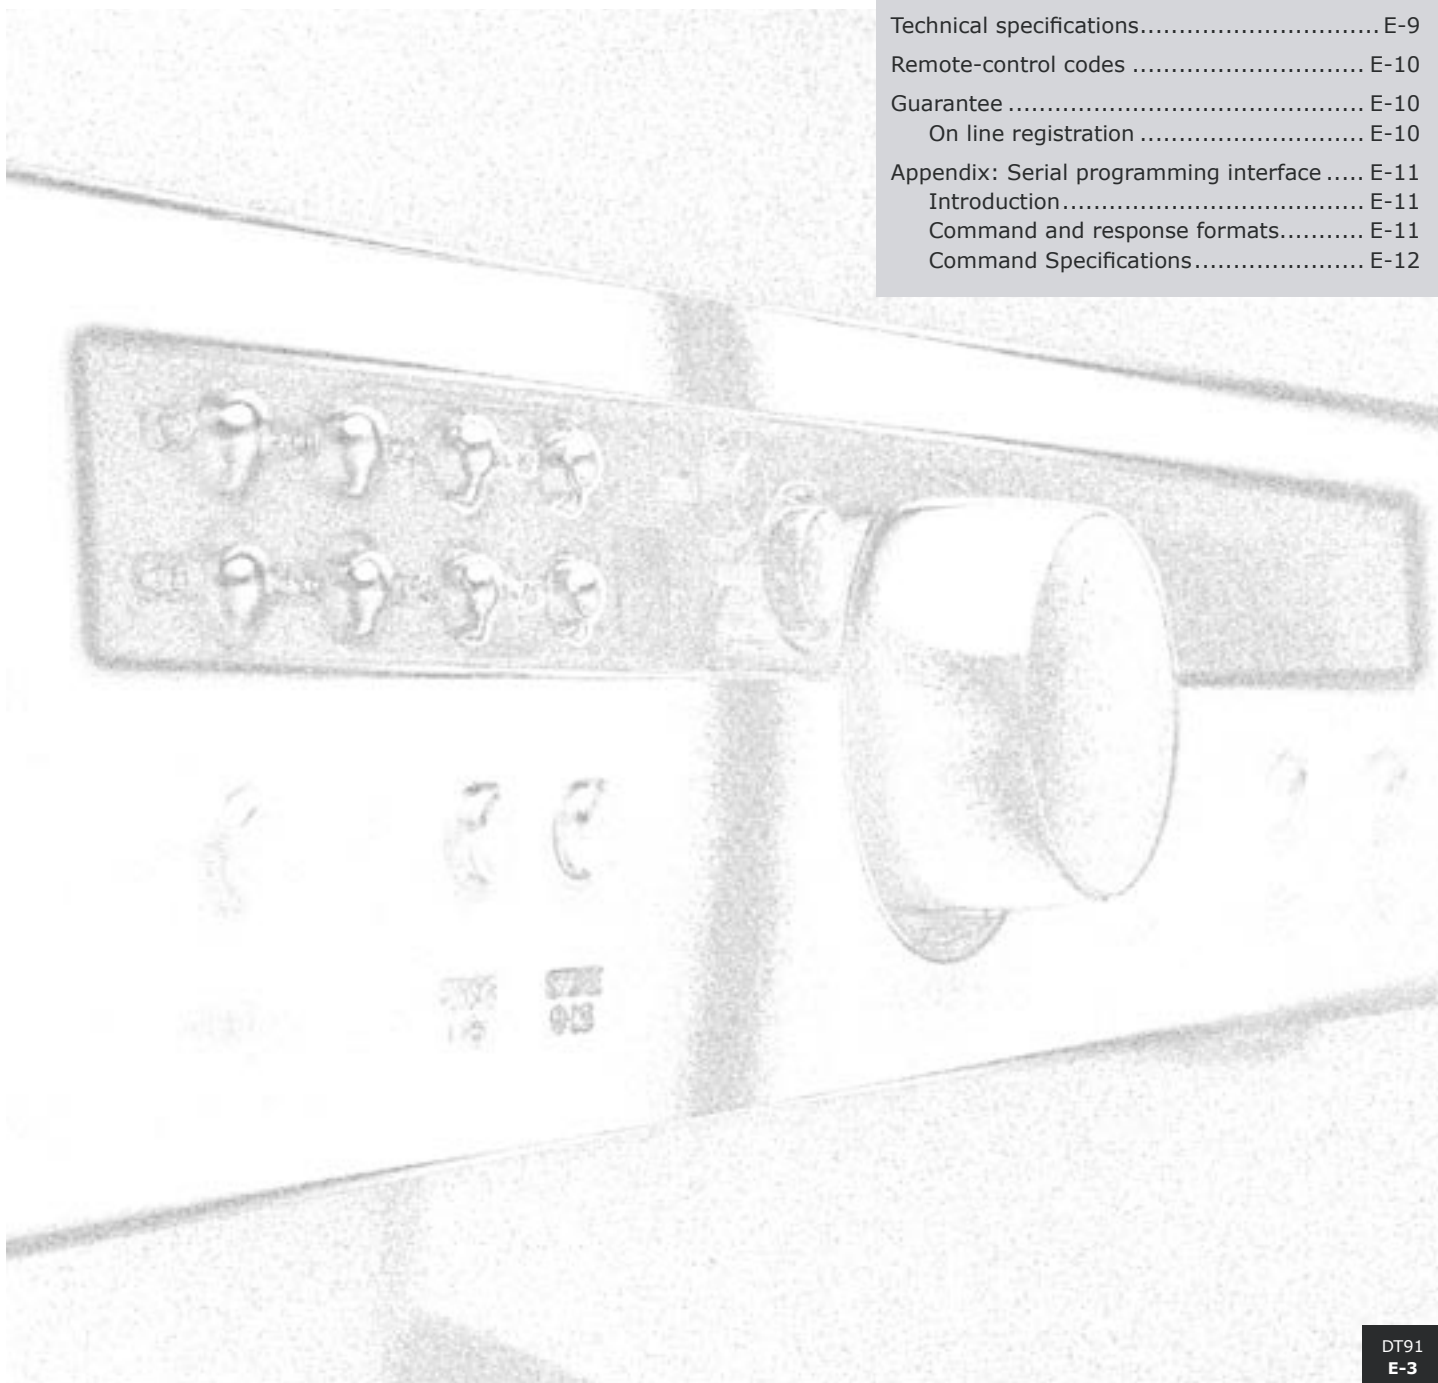 Technical specifications............................... E-9
Remote-control codes .............................. E-10
Guarantee .............................................. E-10
On line registration ............................. E-10
Appendix: Serial programming interface ..... E-11
Introduction....................................... E-11
Command and response formats........... E-11
Command Specifications...................... E-12
DT91
E-3